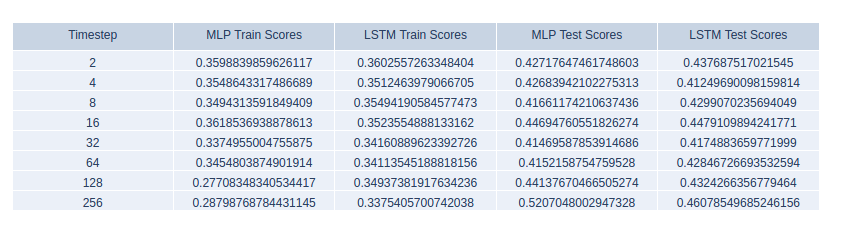 Timestep MLP Train Scores LSTM Train Scores MLP Test Scores LSTM Test Scores
2 0.3598839859626117 0.3602557263348404 0.42717647461748603 0.437687517021545
4 0.3548643317486689 0.3512463979066705 0.42683942102275313 0.41249690098159814
8 0.3494313591849409 0.35494190584577473 0.41661174210637436 0.4299070235694049
16 0.3618536938878613 0.3523554888133162 0.44694760551826274 0.4479109894241771
32 0.3374955004755875 0.34160889623392726 0.41469587853914686 0.4174883659771999
64 0.3454803874901914 0.34113545188818156 0.4152158754759528 0.42846726693532594
128 0.27708348340534417 0.34937381917634236 0.44137670466505274 0.4324266356779464
256 0.28798768784431145 0.3375405700742038 0.5207048002947328 0.46078549685246156